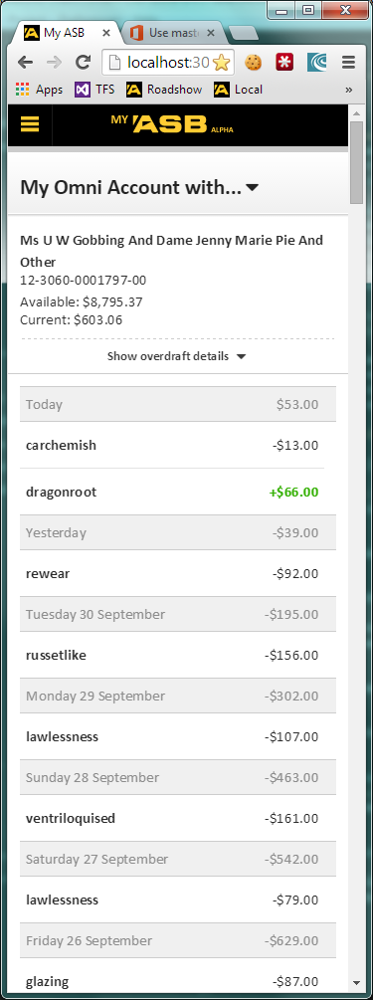 My ASB
Use mast
localhost:30
Apps TFS Roadshow Local »
MY ASB ALPHA
My Omni Account with...
Ms U W Gobbing And Dame Jenny Marie Pie And
Other
12-3060-0001797-00
Available: $8,795.37
Current: $603.06
Show overdraft details
Today $53.00
carchemish -$13.00
dragonroot +$66.00
Yesterday -$39.00
rewear -$92.00
Tuesday 30 September -$195.00
russetlike -$156.00
Monday 29 September -$302.00
lawlessness -$107.00
Sunday 28 September -$463.00
ventriloquised -$161.00
Saturday 27 September -$542.00
lawlessness -$79.00
Friday 26 September -$629.00
glazing -$87.00